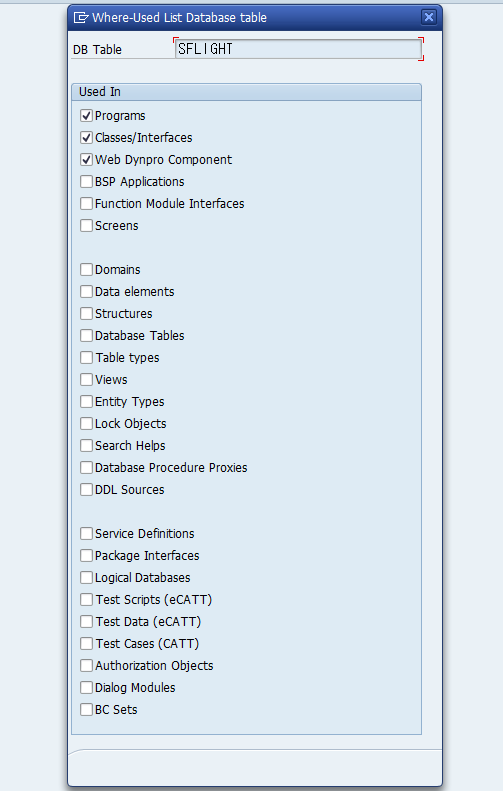 Where-Used List Database table
DB Table SFLIGHT
Used In
Programs
Classes/Interfaces
Web Dynpro Component
BSP Applications
Function Module Interfaces
Screens
Domains
Data elements
Structures
Database Tables
Table types
Views
Entity Types
Lock Objects
Search Helps
Database Procedure Proxies
DDL Sources
Service Definitions
Package Interfaces
Logical Databases
Test Scripts (eCATT)
Test Data (eCATT)
Test Cases (CATT)
Authorization Objects
Dialog Modules
BC Sets